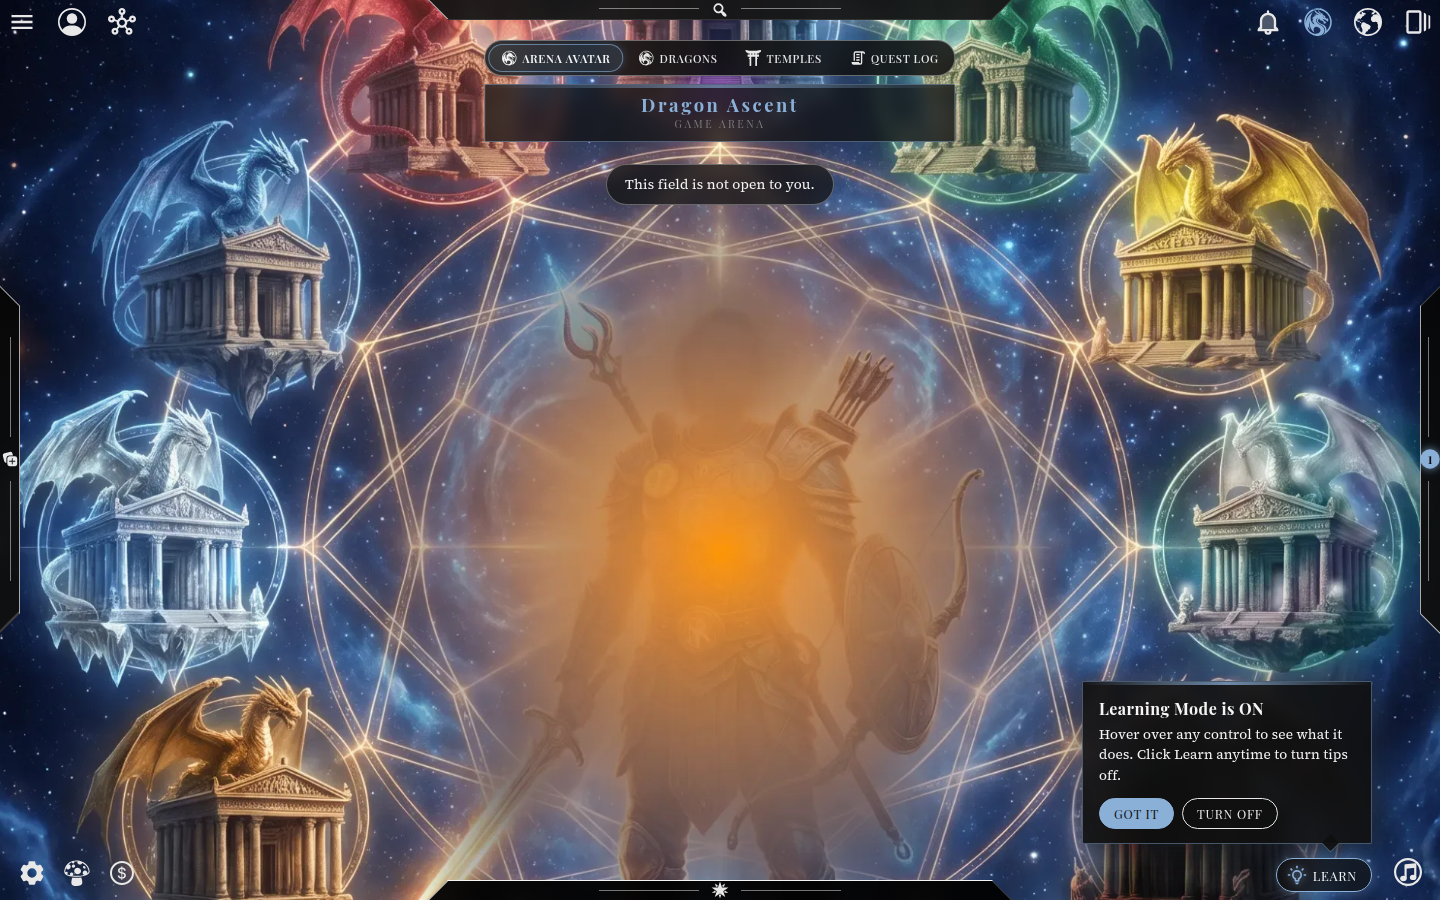 ARENA AVATAR
DRAGONS
TEMPLES
QUEST LOG
Dragon Ascent
GAME ARENA
This field is not open to you.
I
Learning Mode is ON
Hover over any control to see what it
does. Click Learn anytime to turn tips
off.
GOT IT
TURN OFF
$
LEARN